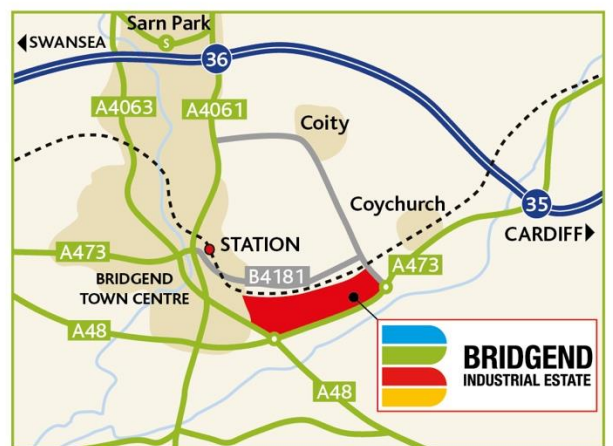 Sarn Park
SWANSEA
S
36
A4063
A4061
Coity
Coychurch
35
CARDIFF
STATION
A473
A473
B4181
BRIDGEND
TOWN CENTRE
A48
A48
BRIDGEND
INDUSTRIAL ESTATE